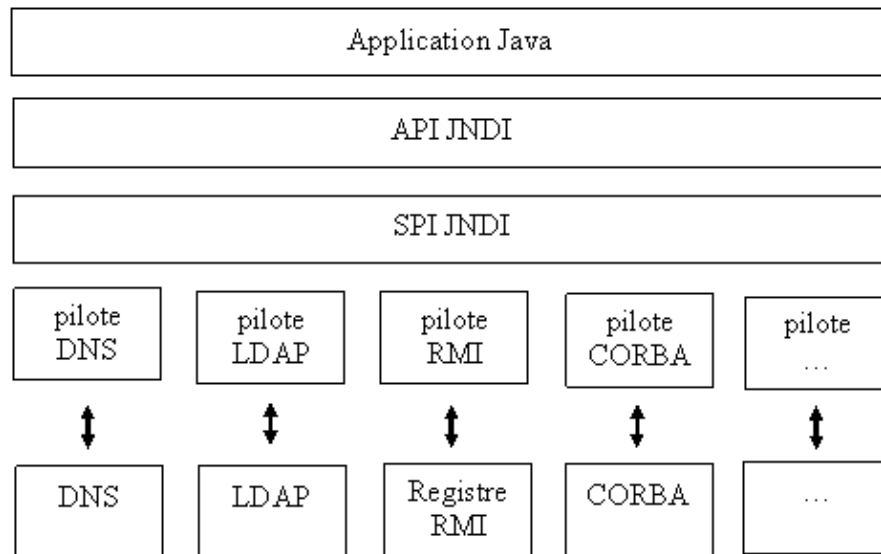 Application Java
API JNDI
SPI JNDI
pilote
DNS
pilote
LDAP
pilote
RMI
pilote
CORBA
pilote
...
DNS
LDAP
Registre
RMI
CORBA
...